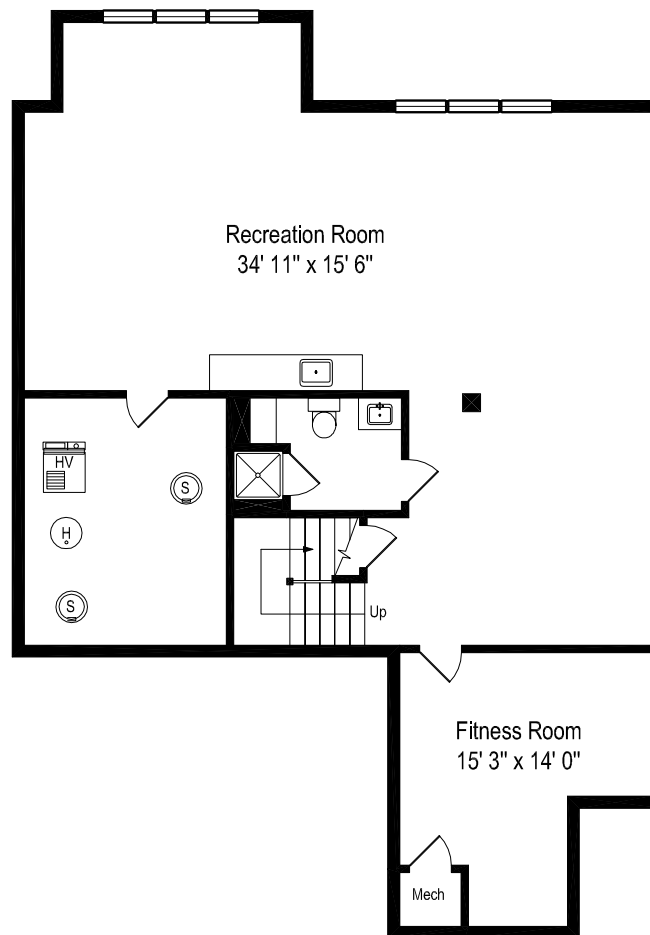 Recreation Room
34' 11" x 15' 6"
HV
S
H
S
Up
Fitness Room
15' 3" x 14' 0"
Mech